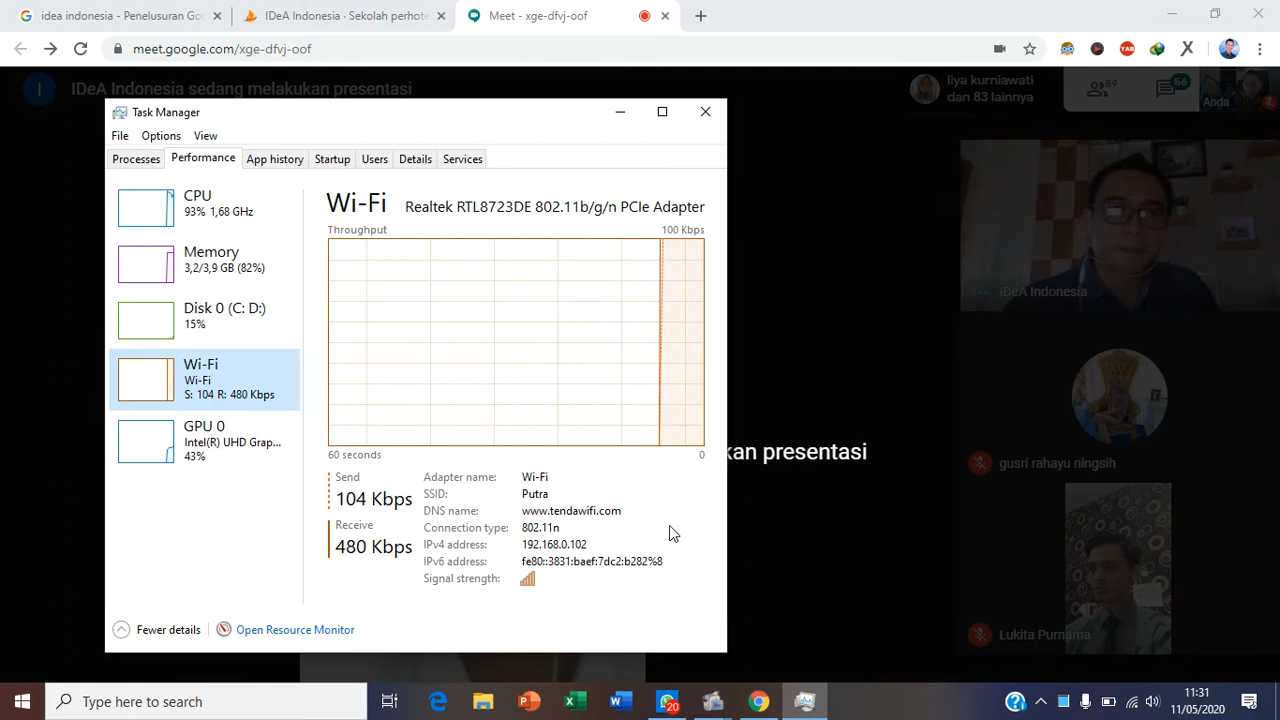 idea indonesia - Penelusuran Goo
IDeA Indonesia · Sekolah perhote
Meet - xge-dfvj-oof
meet.google.com/xge-dfvj-oof
YAB
I
IDeA Indonesia sedang melakukan presentasi
liya kurniawati
dan 83 lainnya
89
56
Anda
Task Manager
File Options View
Processes Performance App history Startup Users Details Services
CPU
93% 1,68 GHz
Memory
3,2/3,9 GB (82%)
Disk 0 (C: D:)
15%
Wi-Fi
Wi-Fi
S: 104 R: 480 Kbps
GPU 0
Intel(R) UHD Grap...
43%
Wi-Fi Realtek RTL8723DE 802.11b/g/n PCIe Adapter
Throughput 100 Kbps
60 seconds 0
Send
104 Kbps
Receive
480 Kbps
Adapter name: Wi-Fi
SSID: Putra
DNS name: www.tendawifi.com
Connection type: 802.11n
IPv4 address: 192.168.0.102
IPv6 address: fe80::3831:baef:7dc2:b282%8
Signal strength:
Fewer details Open Resource Monitor
kan presentasi
IDeA Indonesia
gusri rahayu ningsih
Lukita Purnama
Type here to search
20
11:31
11/05/2020